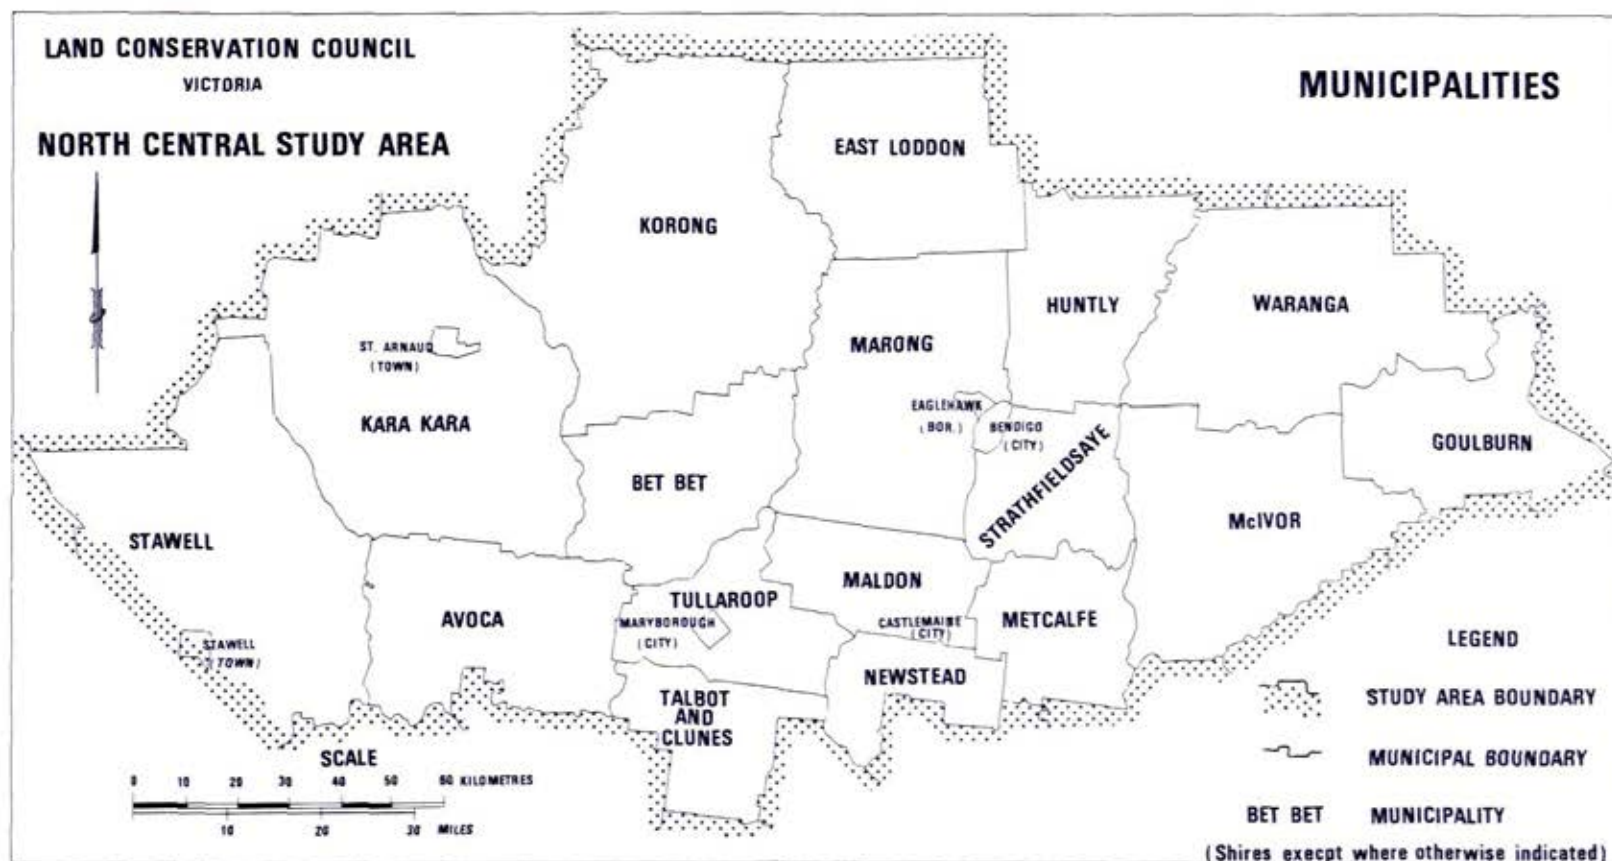 LAND CONSERVATION COUNCIL
VICTORIA
NORTH CENTRAL STUDY AREA
MUNICIPALITIES
EAST LODDON
KORONG
HUNTLY
WARANGA
MARONG
ST. ARNAUD
(TOWN)
KARA KARA
EAGLEHAWK
(BOR.)
BENDIGO
(CITY)
GOULBURN
BET BET
STRATHFIELDSAYE
McIVOR
STAWELL
MALDON
TULLAROOP
AVOCA
MARYBOROUGH
(CITY)
CASTLEMAINE
(CITY)
METCALFE
STAWELL
(TOWN)
NEWSTEAD
TALBOT
AND
CLUNES
LEGEND
STUDY AREA BOUNDARY
MUNICIPAL BOUNDARY
BET BET MUNICIPALITY
(Shires execpt where otherwise indicated)
SCALE
0 10 20 30 40 50 60 KILOMETRES
10 20 30 MILES